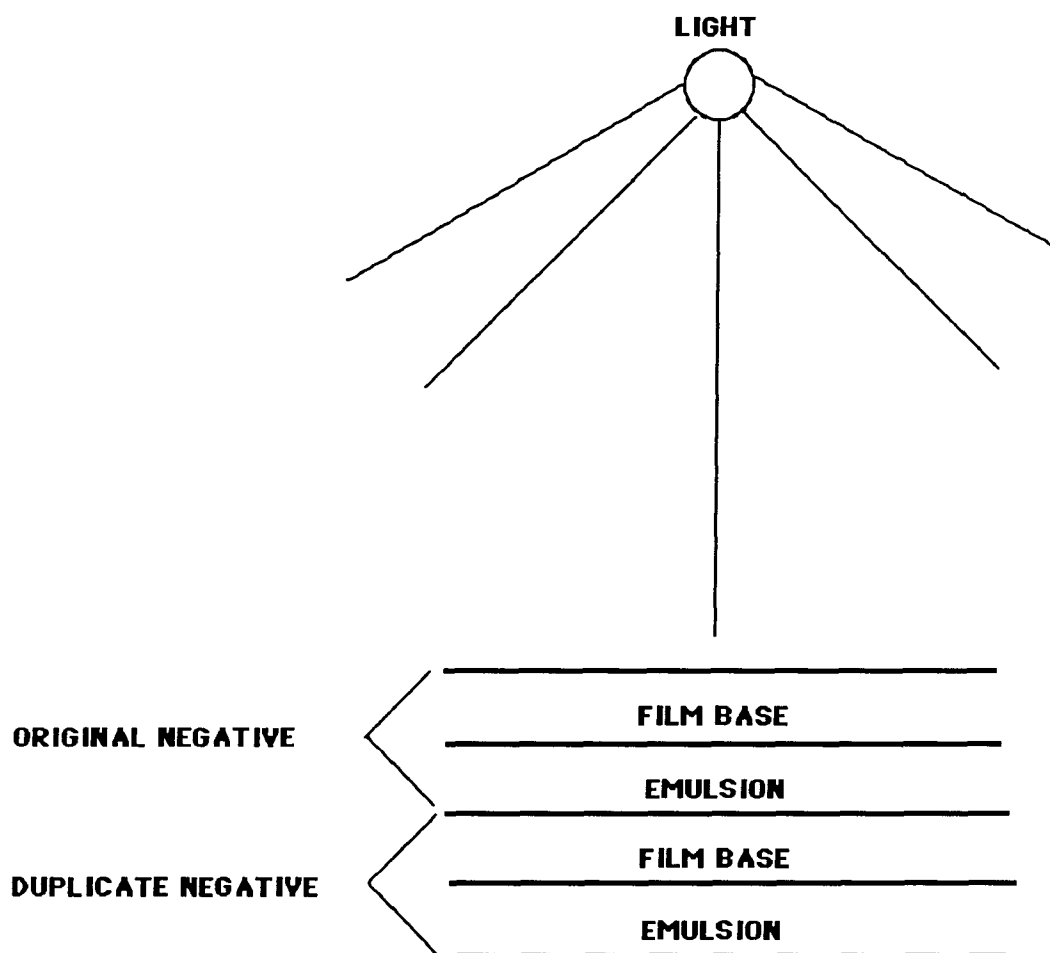 LIGHT
FILM BASE
ORIGINAL NEGATIVE
EMULSION
FILM BASE
DUPLICATE NEGATIVE
EMULSION